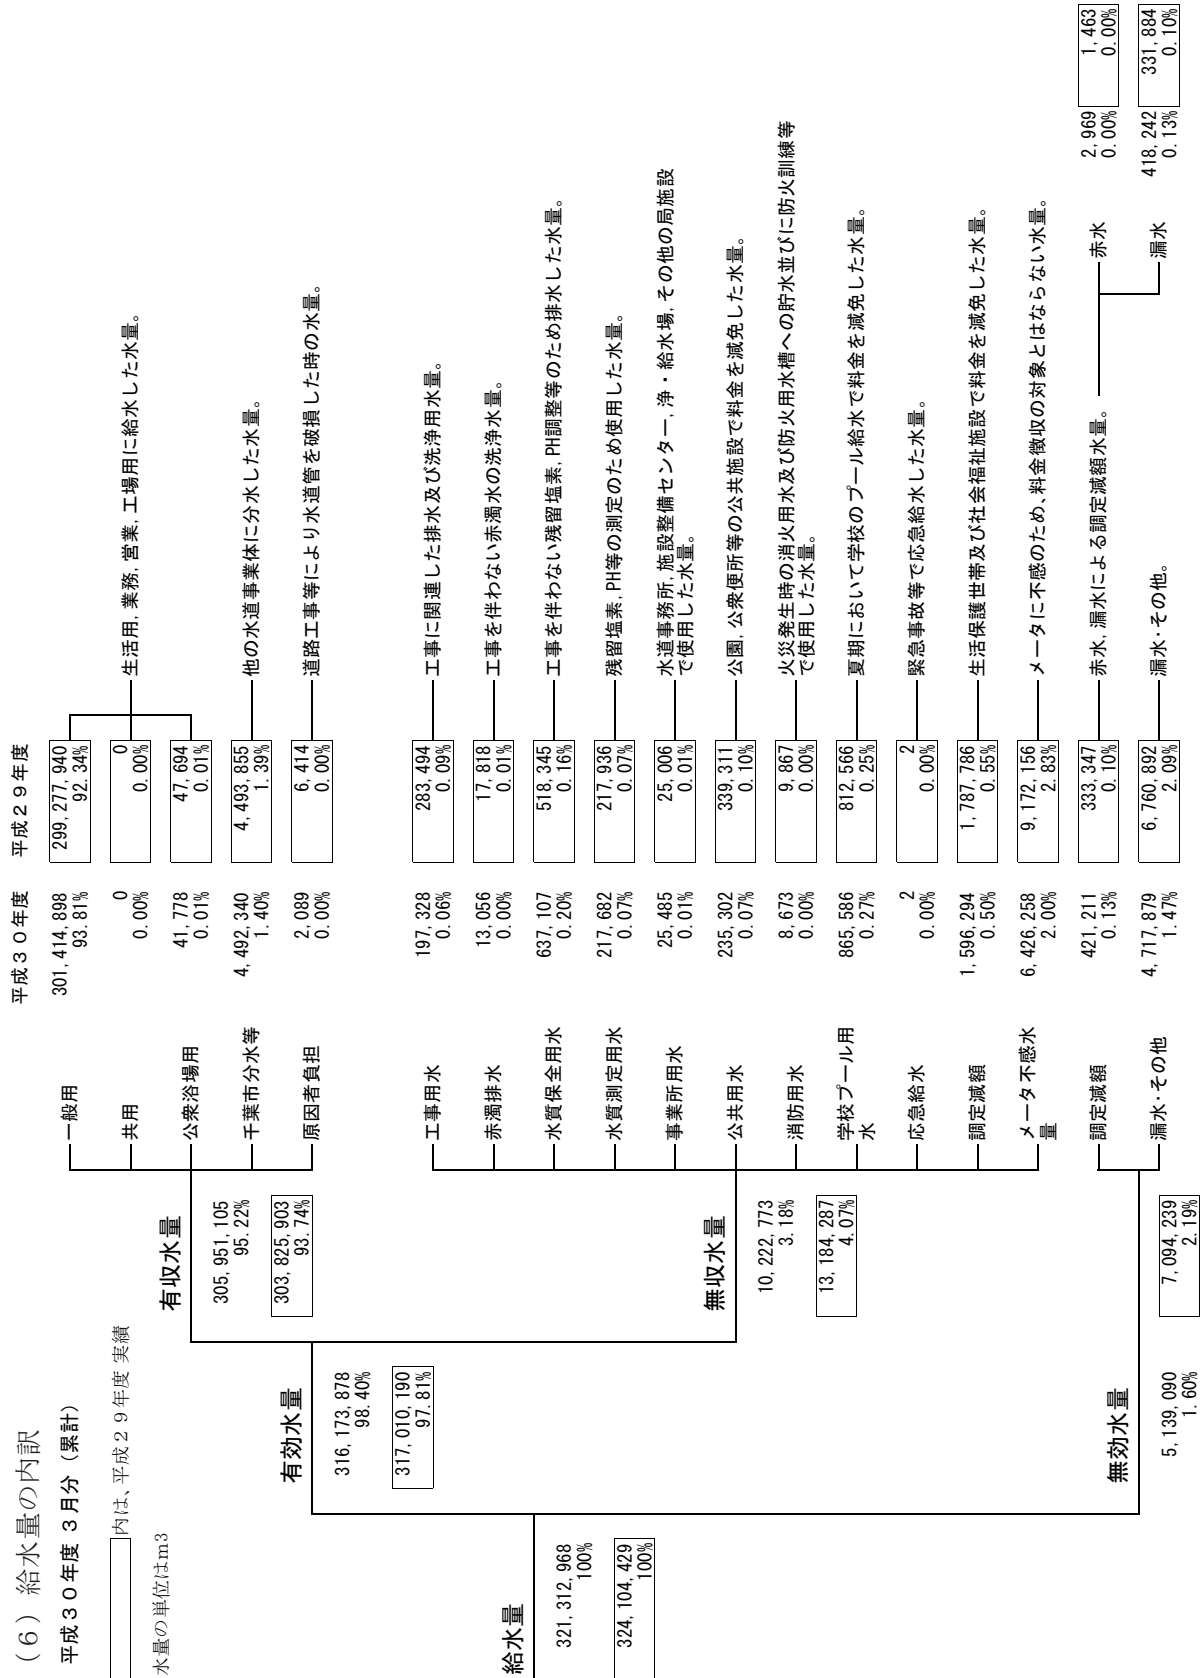 (６) 給水量の内訳
平成３０年度 ３月分（累計）
内は、平成２９年度 実績
水量の単位はm3
給水量
321,312,968
100%
324,104,429
100%
有効水量
316,173,878
98.40%
317,010,190
97.81%
無効水量
5,139,090
1.60%
7,094,239
2.19%
有収水量
305,951,105
95.22%
303,825,903
93.74%
無収水量
10,222,773
3.18%
13,184,287
4.07%
平成３０年度 平成２９年度
一般用 301,414,898 299,277,940
93.81% 92.34%
共用 0 0 生活用,業務,営業,工場用に給水した水量。
0.00% 0.00%
公衆浴場用 41,778 47,694
0.01% 0.01%
千葉市分水等 4,492,340 4,493,855 他の水道事業体に分水した水量。
1.40% 1.39%
原因者負担 2,089 6,414 道路工事等により水道管を破損した時の水量。
0.00% 0.00%
工事用水 197,328 283,494 工事に関連した排水及び洗浄用水量。
0.06% 0.09%
赤濁排水 13,056 17,818 工事を伴わない赤濁水の洗浄水量。
0.00% 0.01%
水質保全用水 637,107 518,345 工事を伴わない残留塩素,PH調整等のため排水した水量。
0.20% 0.16%
水質測定用水 217,682 217,936 残留塩素,PH等の測定のため使用した水量。
0.07% 0.07%
事業所用水 25,485 25,006 水道事務所,施設整備センター,浄・給水場,その他の局施設
0.01% 0.01% で使用した水量。
公共用水 235,302 339,311 公園,公衆便所等の公共施設で料金を減免した水量。
0.07% 0.10%
消防用水 8,673 9,867 火災発生時の消火用水及び防火用水槽への貯水並びに防火訓練等
0.00% 0.00% で使用した水量。
学校プール用 865,586 812,566 夏期において学校のプール給水で料金を減免した水量。
水 0.27% 0.25%
応急給水 2 2 緊急事故等で応急給水した水量。
0.00% 0.00%
調定減額 1,596,294 1,787,786 生活保護世帯及び社会福祉施設で料金を減免した水量。
0.50% 0.55%
メータ不感水 6,426,258 9,172,156 メータに不感のため、料金徴収の対象とはならない水量。
量 2.00% 2.83%
調定減額 421,211 333,347 赤水,漏水による調定減額水量。 赤水 2,969 1,463
0.13% 0.10% 0.00% 0.00%
漏水・その他 4,717,879 6,760,892 漏水・その他。 漏水 418,242 331,884
1.47% 2.09% 0.13% 0.10%